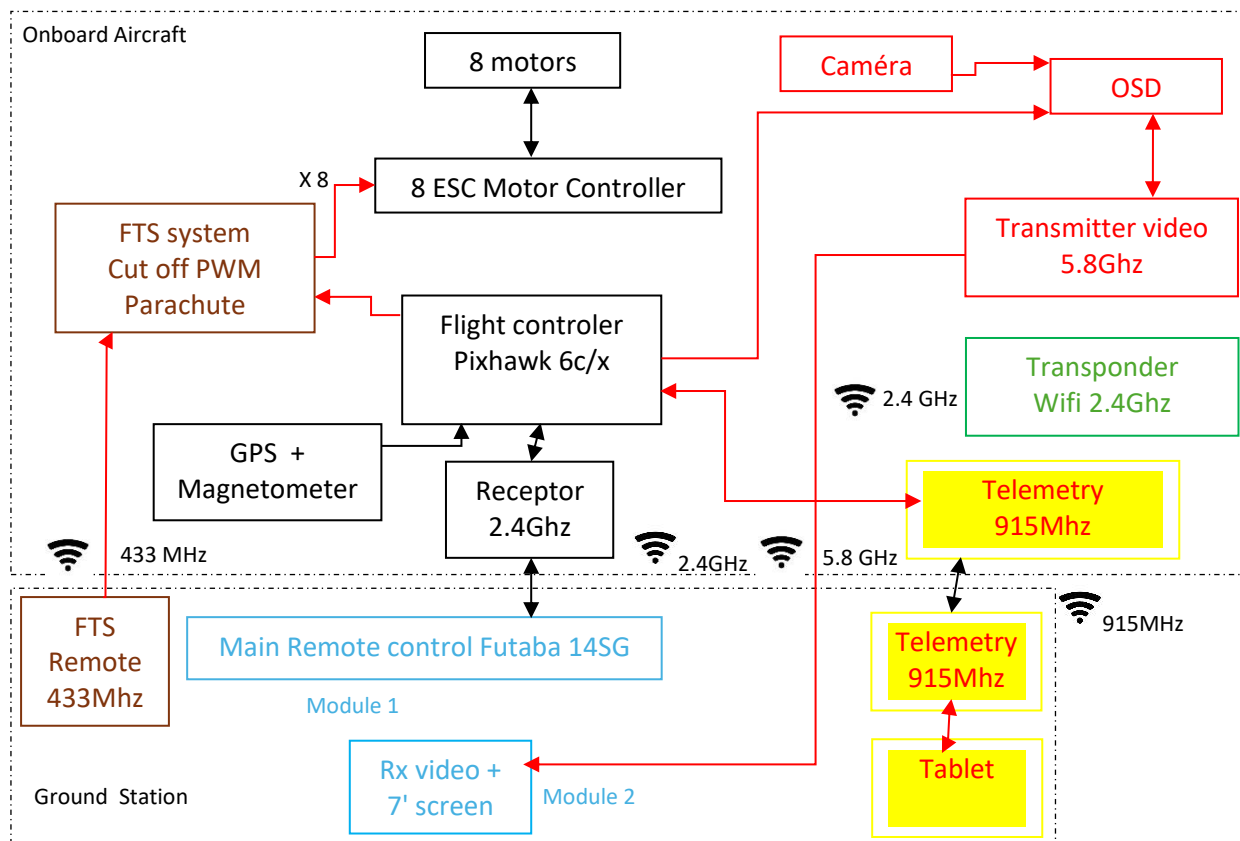 Onboard Aircraft
8 motors
Caméra
OSD
X 8
8 ESC Motor Controller
FTS system
Cut off PWM
Parachute
Transmitter video
5.8Ghz
Flight controler
Pixhawk 6c/x
Transponder
Wifi 2.4Ghz
2.4 GHz
GPS +
Magnetometer
Receptor
2.4Ghz
Telemetry
915Mhz
433 MHz
2.4GHz
5.8 GHz
FTS
Remote
433Mhz
Main Remote control Futaba 14SG
Module 1
Telemetry
915Mhz
915MHz
Rx video +
7' screen
Module 2
Tablet
Ground Station